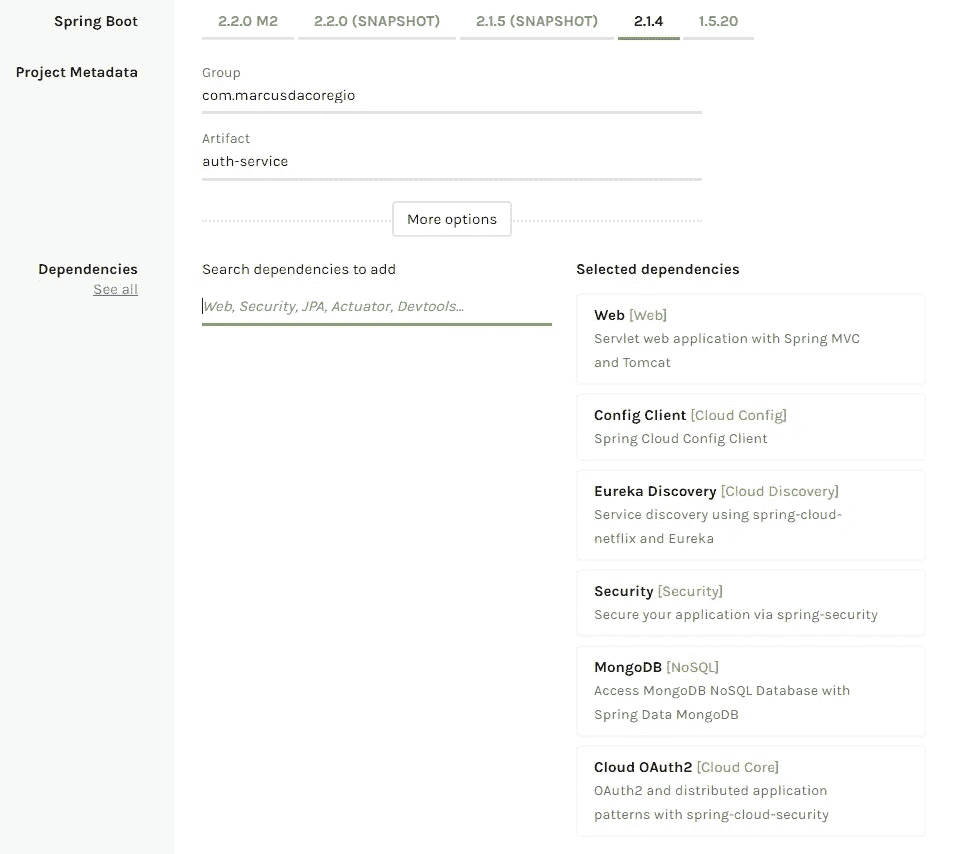 Spring Boot
2.2.0 M2
2.2.0 (SNAPSHOT)
2.1.5 (SNAPSHOT)
2.1.4
1.5.20
Project Metadata
Group
com.marcusdacoregio
Artifact
auth-service
More options
Dependencies
See all
Search dependencies to add
Web, Security, JPA, Actuator, Devtools...
Selected dependencies
Web [Web]
Servlet web application with Spring MVC
and Tomcat
Config Client [Cloud Config]
Spring Cloud Config Client
Eureka Discovery [Cloud Discovery]
Service discovery using spring-cloud-
netflix and Eureka
Security [Security]
Secure your application via spring-security
MongoDB [NoSQL]
Access MongoDB NoSQL Database with
Spring Data MongoDB
Cloud OAuth2 [Cloud Core]
OAuth2 and distributed application
patterns with spring-cloud-security